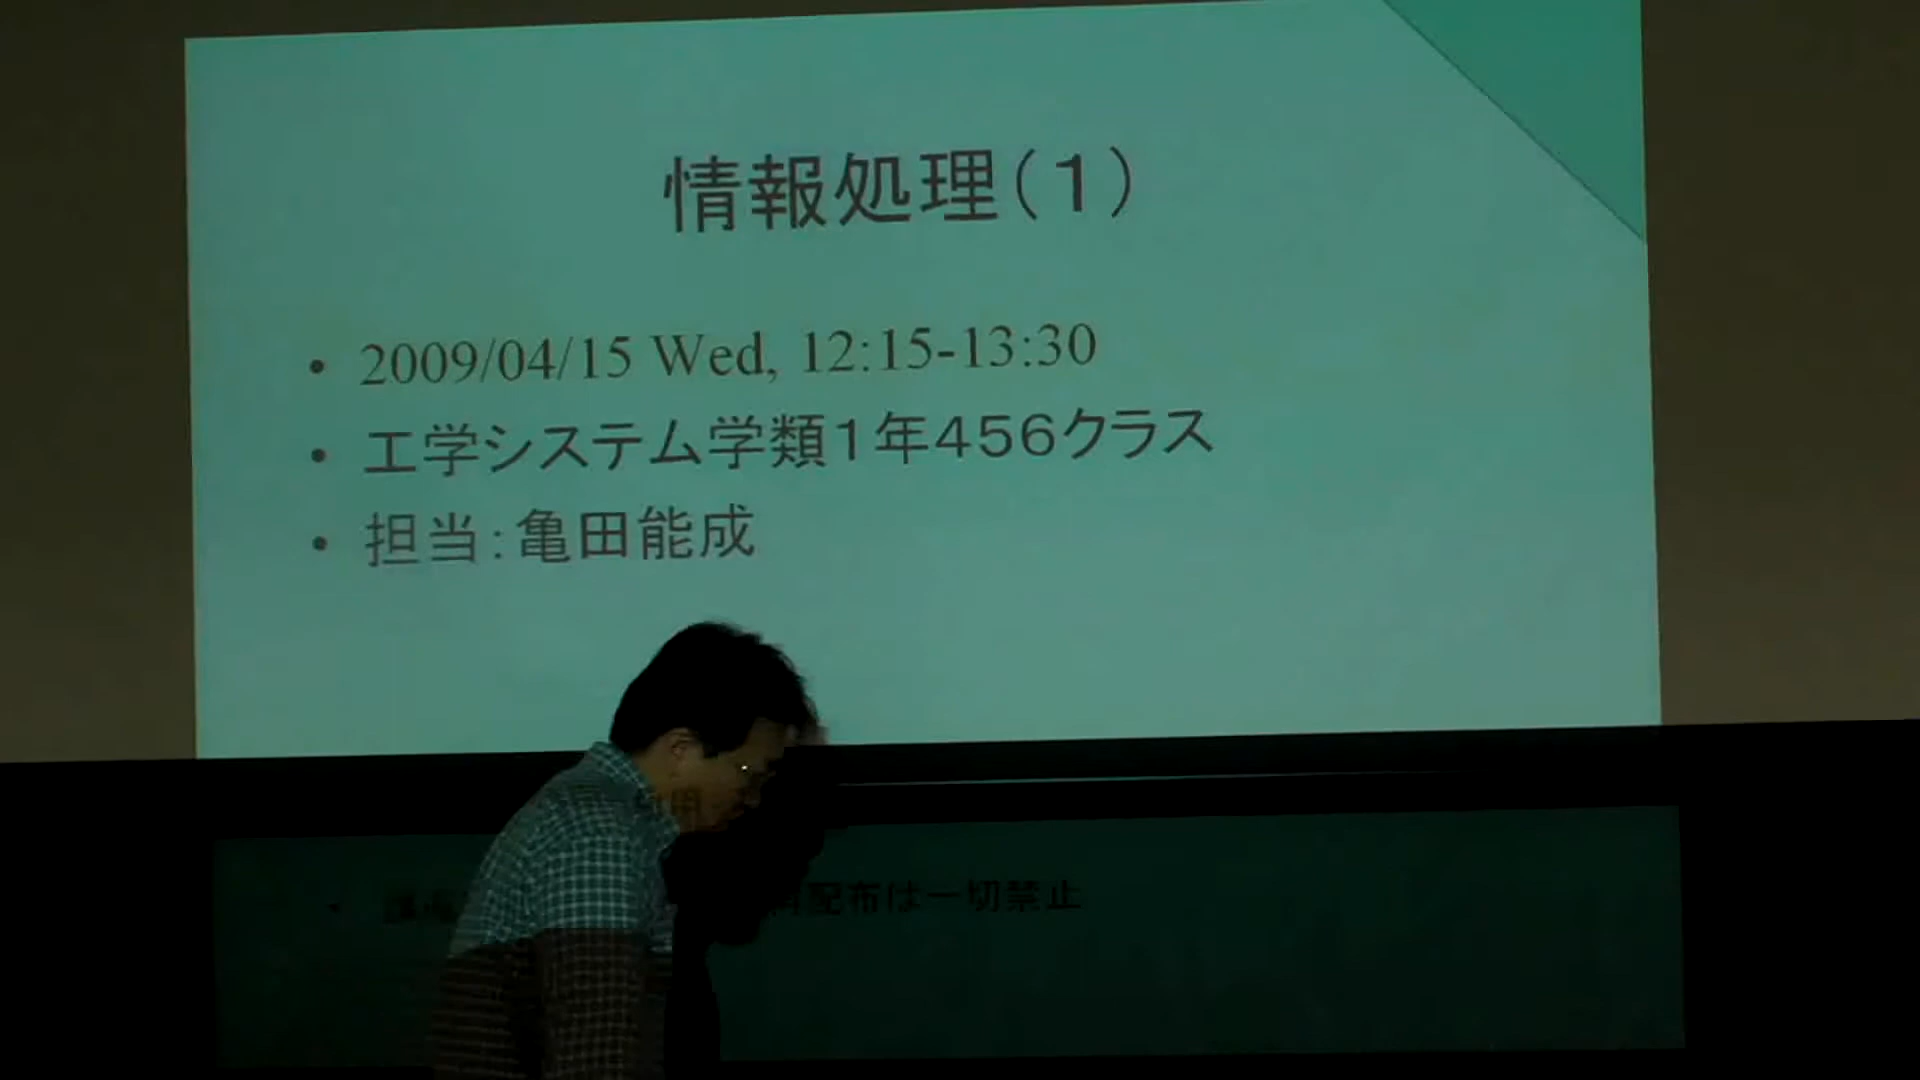 情報処理（１）
• 2009/04/15 Wed, 12:15-13:30
• 工学システム学類１年４５６クラス
• 担当：亀田能成
• 配布は一切禁止